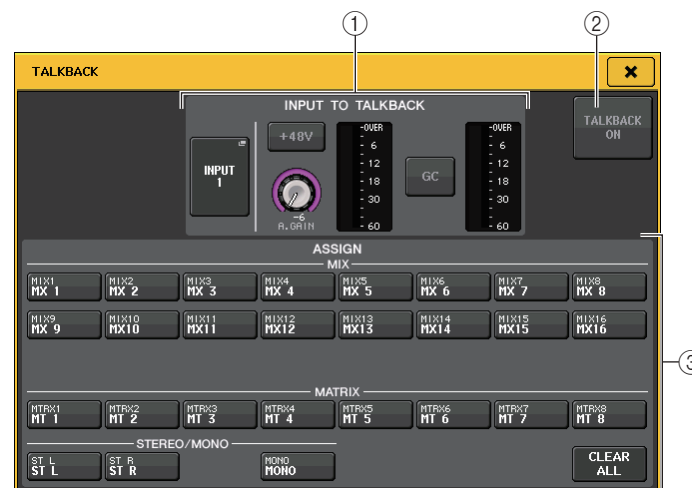 1 2
TALKBACK ×
INPUT TO TALKBACK
TALKBACK
ON
INPUT
1
+48V
-6
A.GAIN
-OVER
- 6
- 12
- 18
- 30
- 60
GC
-OVER
- 6
- 12
- 18
- 30
- 60
3
ASSIGN
MIX
MIX1 MIX2 MIX3 MIX4 MIX5 MIX6 MIX7 MIX8
MX 1 MX 2 MX 3 MX 4 MX 5 MX 6 MX 7 MX 8
MIX9 MIX10 MIX11 MIX12 MIX13 MIX14 MIX15 MIX16
MX 9 MX10 MX11 MX12 MX13 MX14 MX15 MX16
MATRIX
MTRX1 MTRX2 MTRX3 MTRX4 MTRX5 MTRX6 MTRX7 MTRX8
MT 1 MT 2 MT 3 MT 4 MT 5 MT 6 MT 7 MT 8
STEREO/MONO
ST L ST R MONO
ST L ST R MONO
CLEAR
ALL